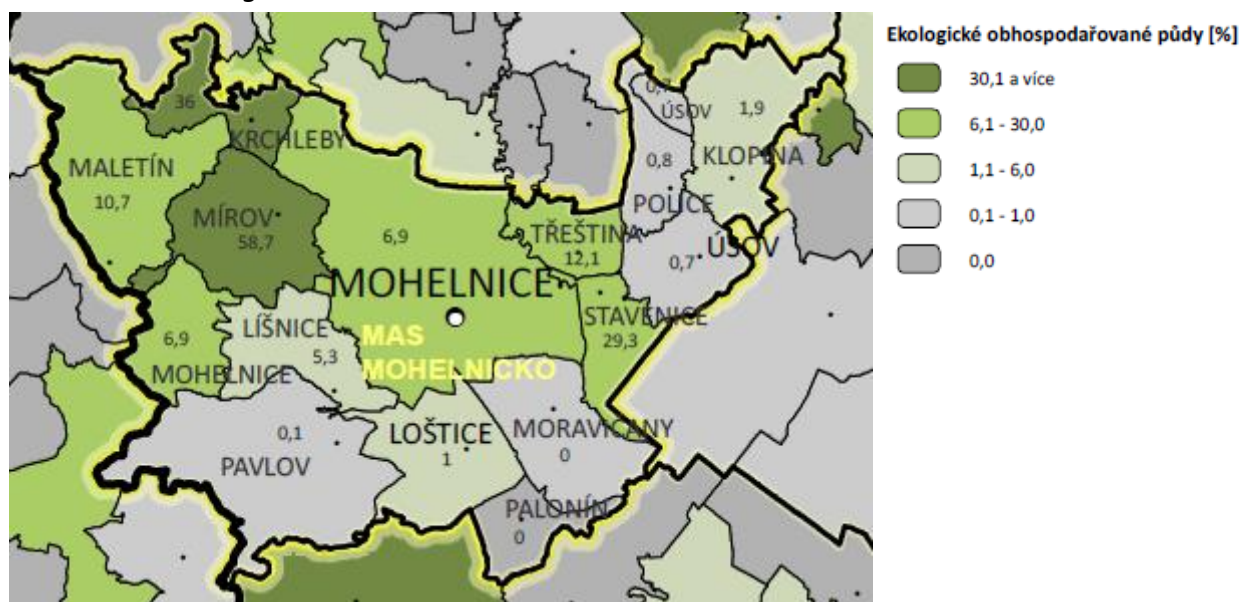 Ekologické obhospodařované půdy [%]
30,1 a více
6,1 - 30,0
1,1 - 6,0
0,1 - 1,0
0,0
36
0,7
ÚSOV
1,9
KRCHLEBY
MALETÍN
10,7
0,8
KLOPINA
POLICE
MÍROV
58,7
6,9
TŘEŠTINA
12,1
0,7
ÚSOV
MOHELNICE
STAVENICE
29,3
LÍŠNICE
5,3
MAS
MOHELNICKO
6,9
MOHELNICE
0,1
PAVLOV
LOŠTICE
1
MORAVIČANY
0
PALONÍN
0